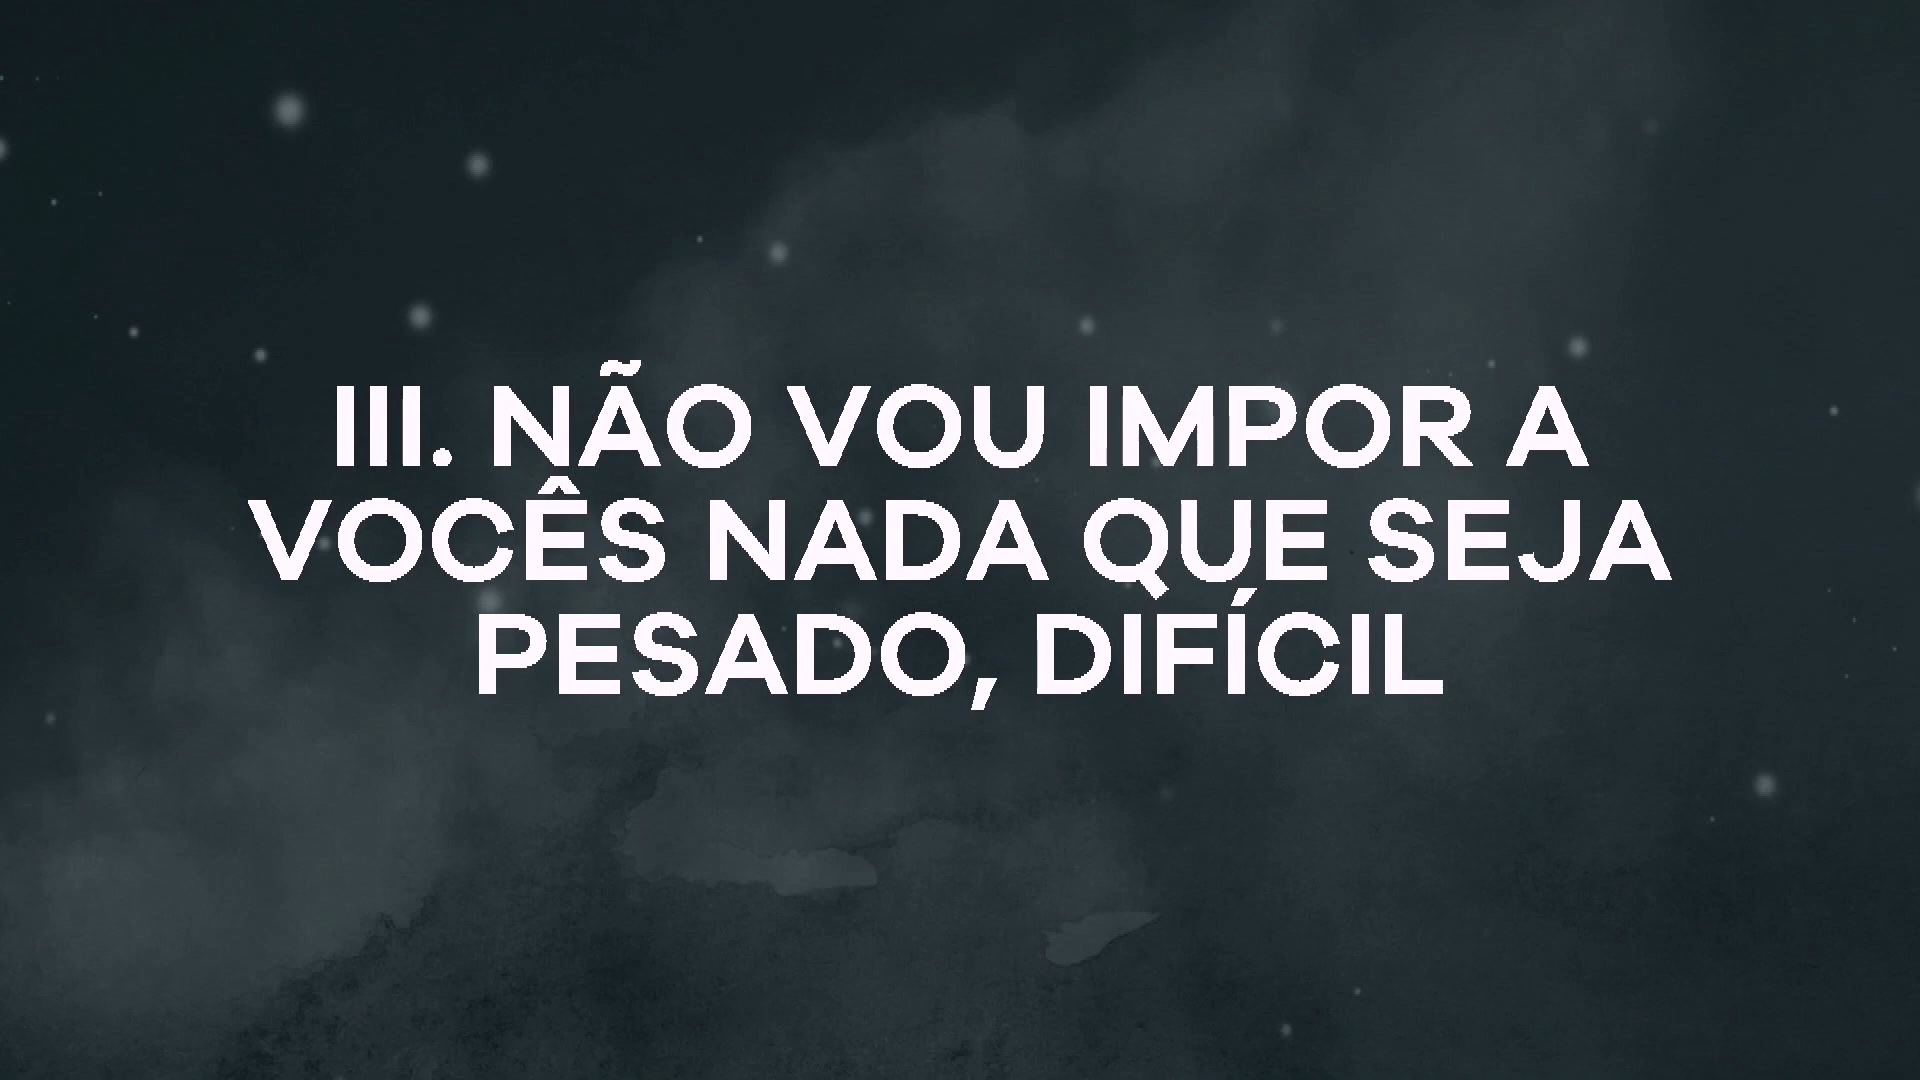 III. NÃO VOU IMPOR A
VOCÊS NADA QUE SEJA
PESADO, DIFÍCIL